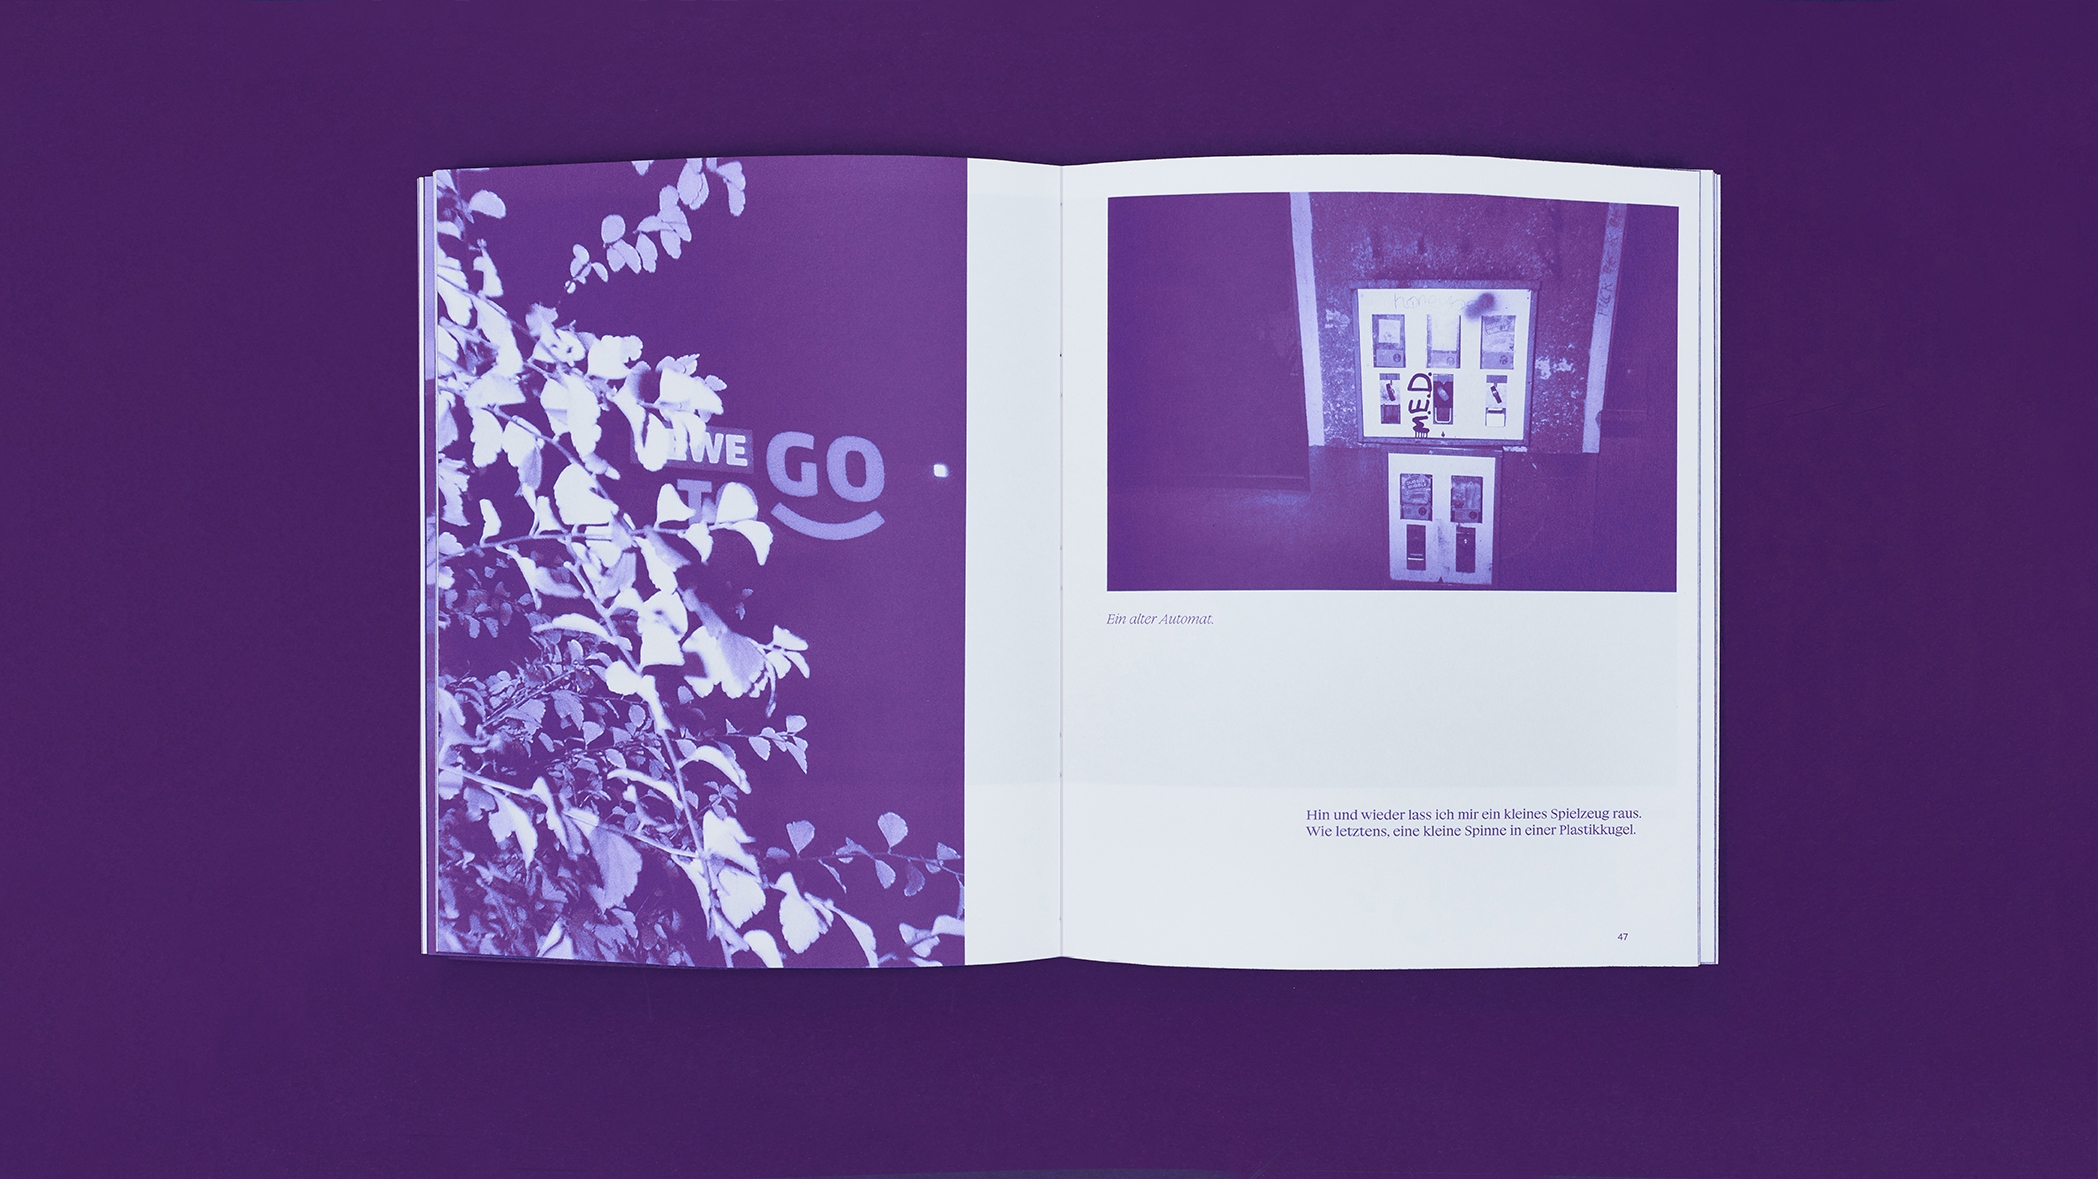 WE
GO
M.E.D.
Ein alter Automat.
Hin und wieder lass ich mir ein kleines Spielzeug raus.
Wie letztens, eine kleine Spinne in einer Plastikkugel.
47